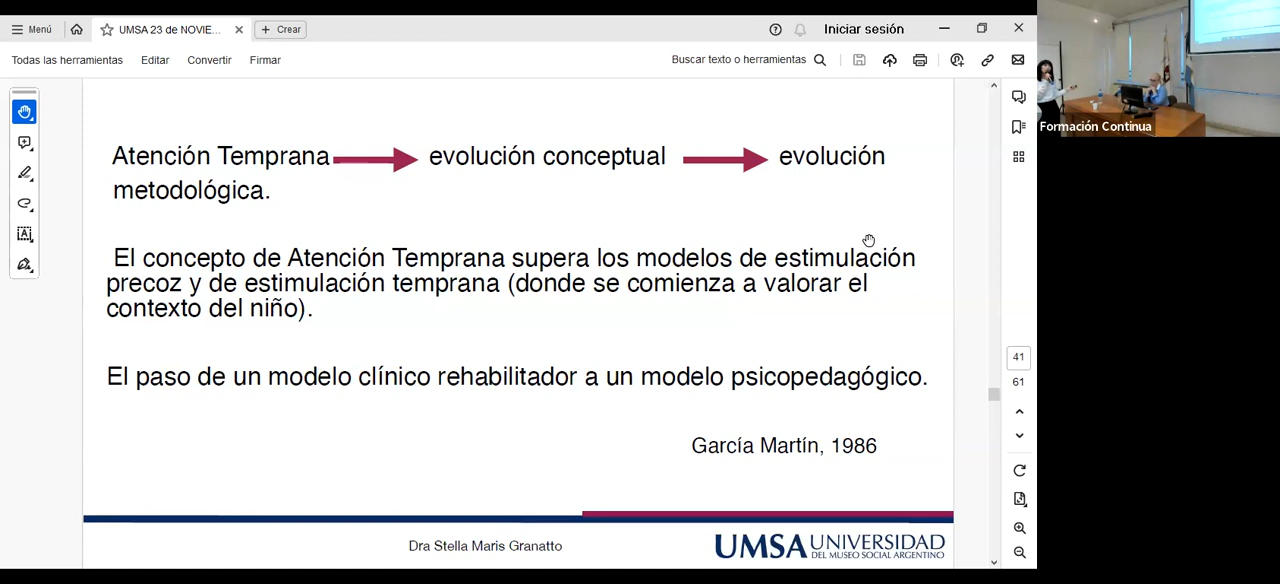 Menú
UMSA 23 de NOVIE...
Crear
Iniciar sesión
Todas las herramientas
Editar
Convertir
Firmar
Buscar texto o herramientas
Atención Temprana evolución conceptual evolución
metodológica.
El concepto de Atención Temprana supera los modelos de estimulación
precoz y de estimulación temprana (donde se comienza a valorar el
contexto del niño).
El paso de un modelo clínico rehabilitador a un modelo psicopedagógico.
García Martín, 1986
Dra Stella Maris Granatto
UMSA UNIVERSIDAD
DEL MUSEO SOCIAL ARGENTINO
41
61
Formación Continua